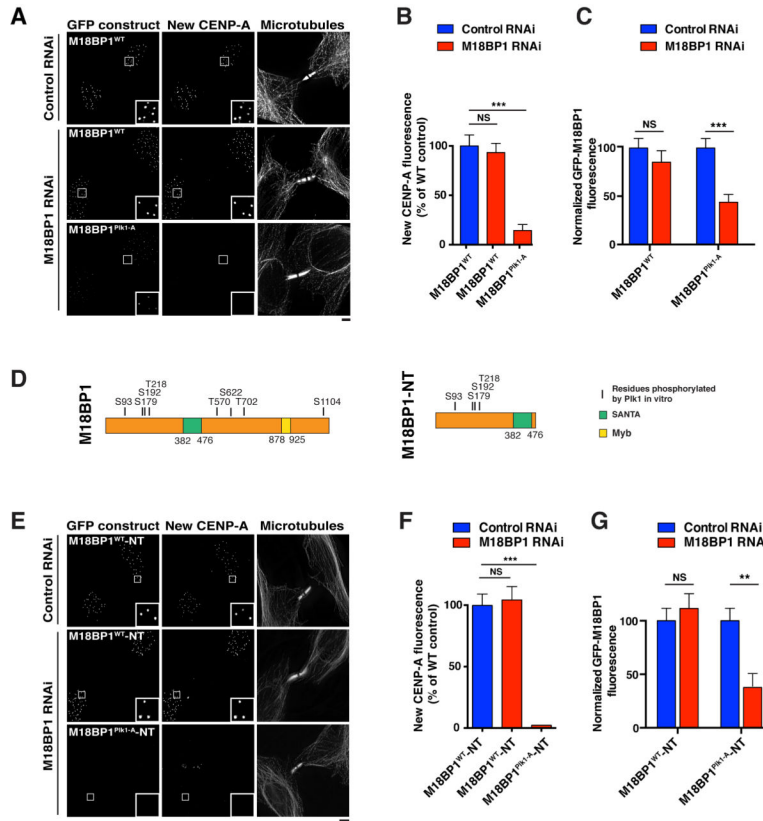 A
GFP construct New CENP-A Microtubules
Control RNAi
M18BP1WT
M18BP1 RNAi
M18BP1WT
M18BP1Plk1-A
B
Control RNAi
M18BP1 RNAi
New CENP-A fluorescence
(% of WT control)
***
NS
100
50
0
M18BP1WT
M18BP1WT
M18BP1Plk1-A
C
Control RNAi
M18BP1 RNAi
Normalized GFP-M18BP1
fluorescence
NS
***
100
50
0
M18BP1WT
M18BP1Plk1-A
D
M18BP1
T218
S192
S93 S179
S622
T570 T702
S1104
382 476
878 925
M18BP1-NT
T218
S192
S93 S179
382 476
Residues phosphorylated
by Plk1 in vitro
SANTA
Myb
E
GFP construct New CENP-A Microtubules
Control RNAi
M18BP1WT-NT
M18BP1 RNAi
M18BP1WT-NT
M18BP1Plk1-A-NT
F
Control RNAi
M18BP1 RNAi
New CENP-A fluorescence
(% of WT control)
***
NS
100
50
0
M18BP1WT-NT
M18BP1WT-NT
M18BP1Plk1-A-NT
G
Control RNAi
M18BP1 RNAi
Normalized GFP-M18BP1
fluorescence
NS
**
100
50
0
M18BP1WT-NT
M18BP1Plk1-A-NT